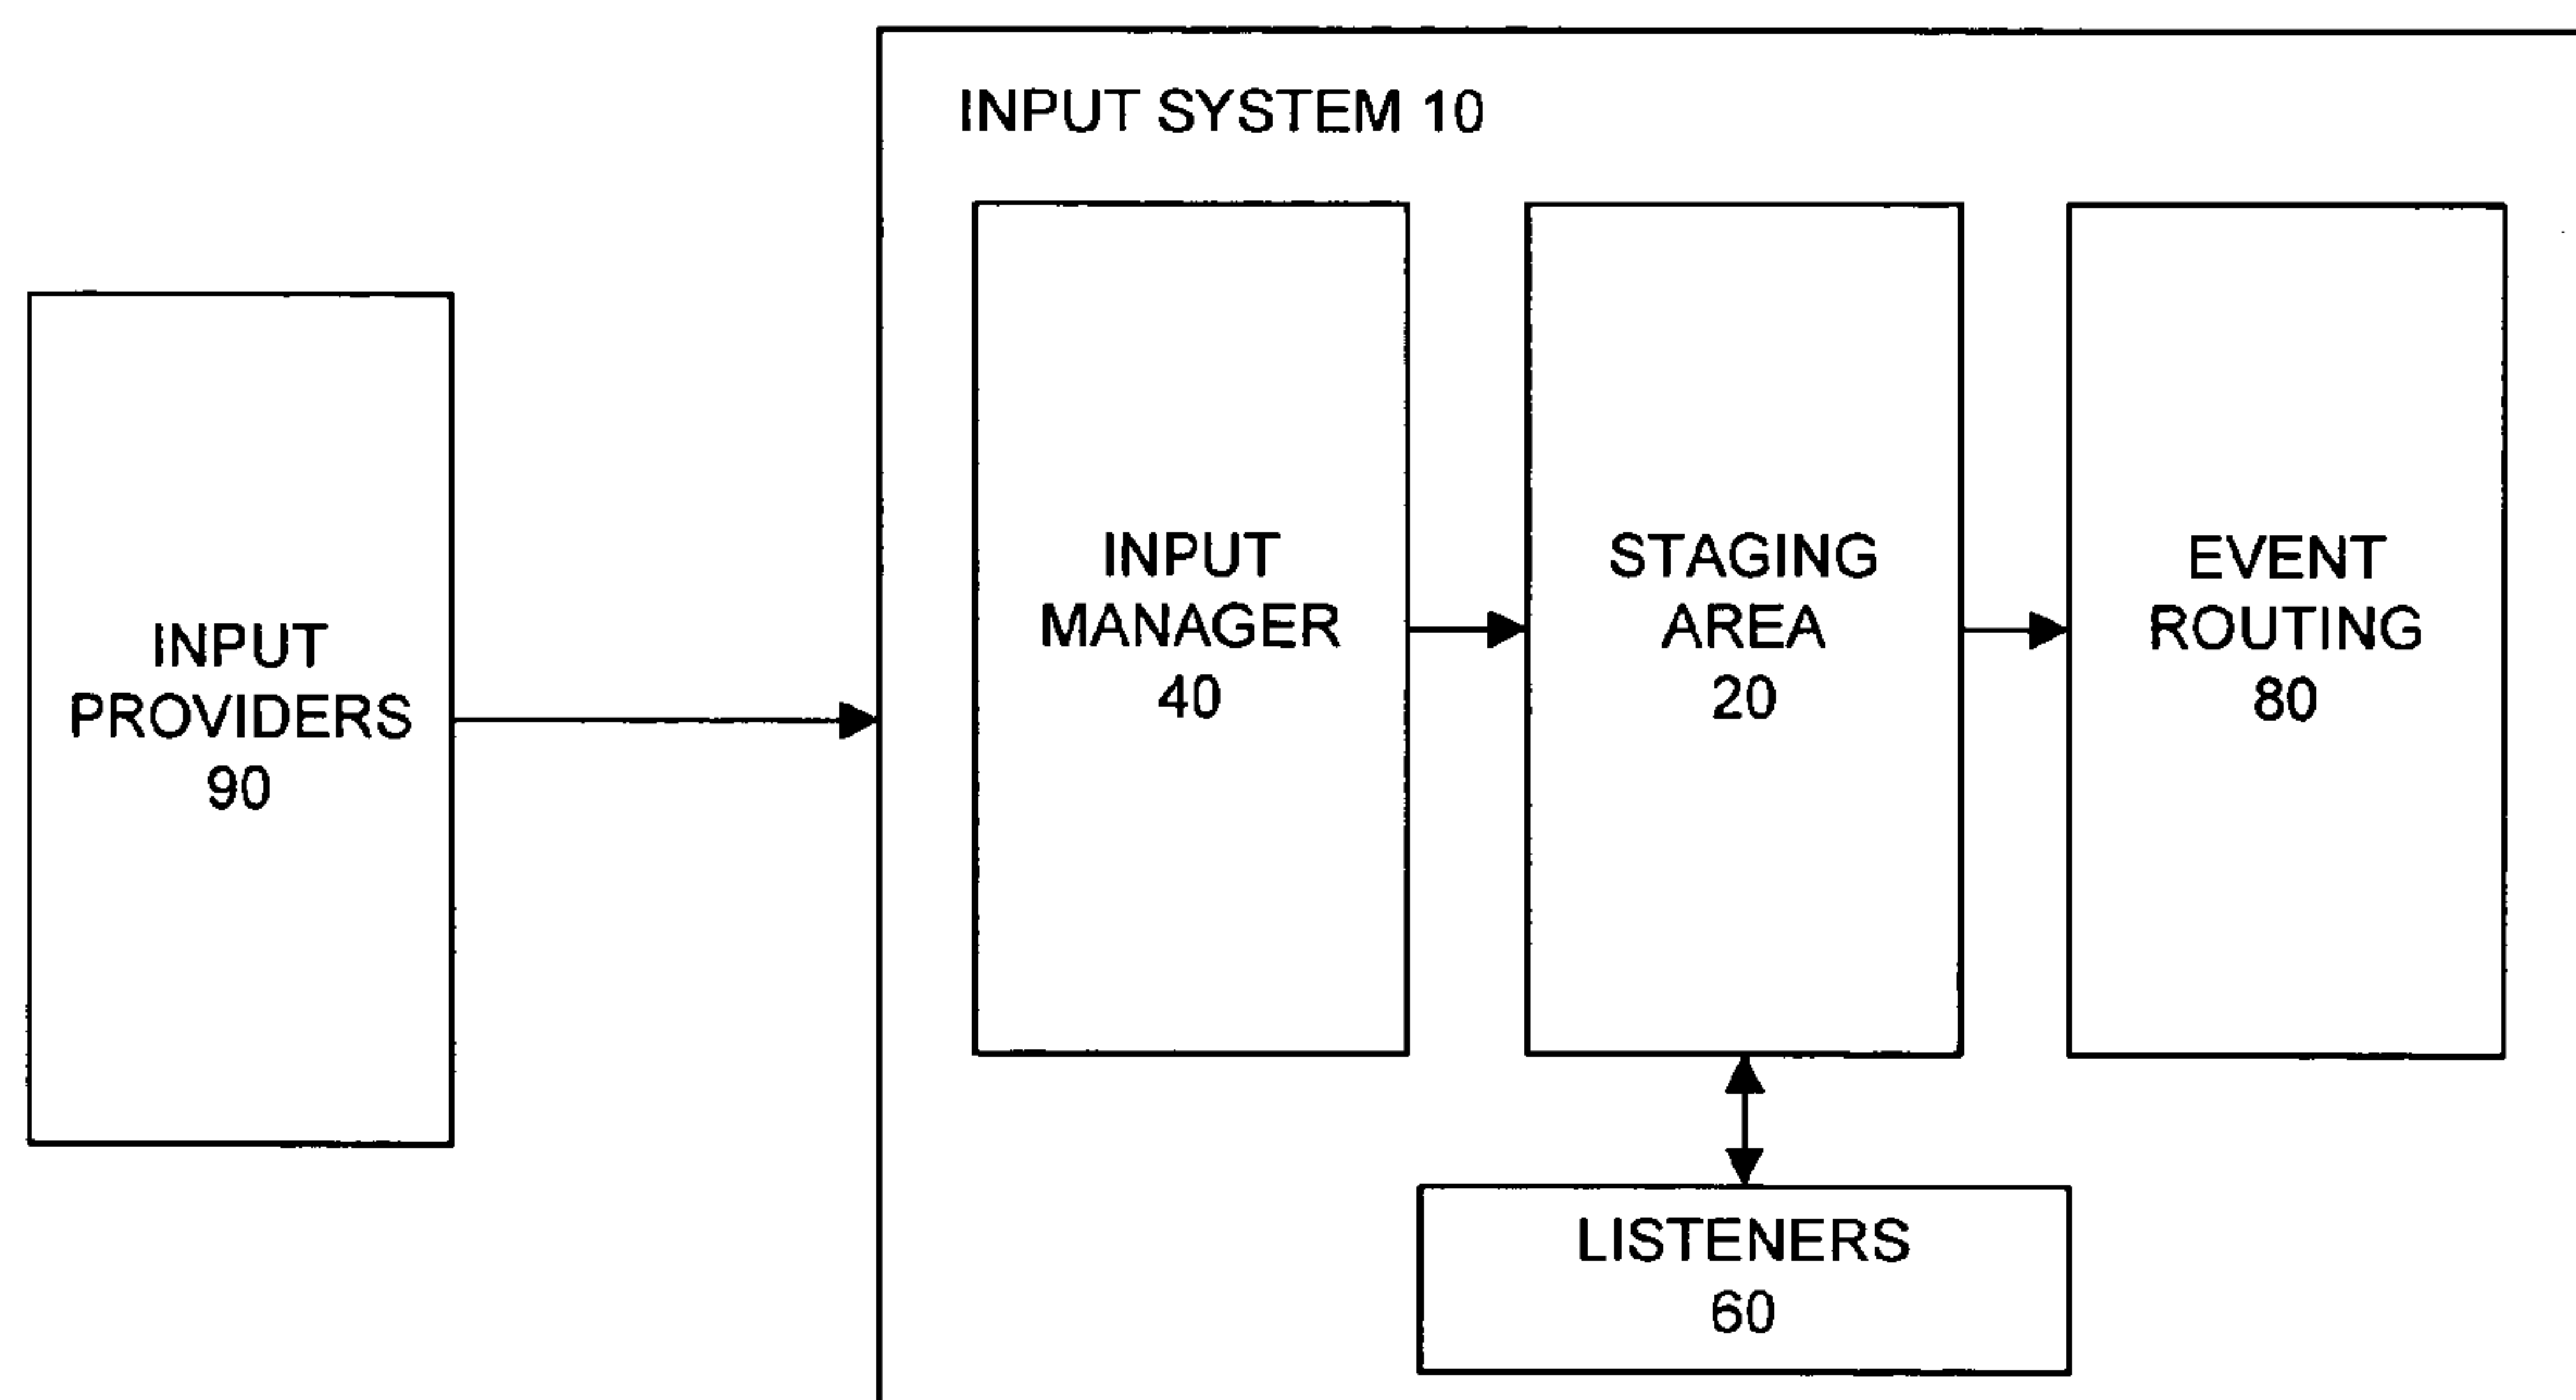 INPUT SYSTEM 10
INPUT
PROVIDERS
90
INPUT
MANAGER
40
STAGING
AREA
20
EVENT
ROUTING
80
LISTENERS
60